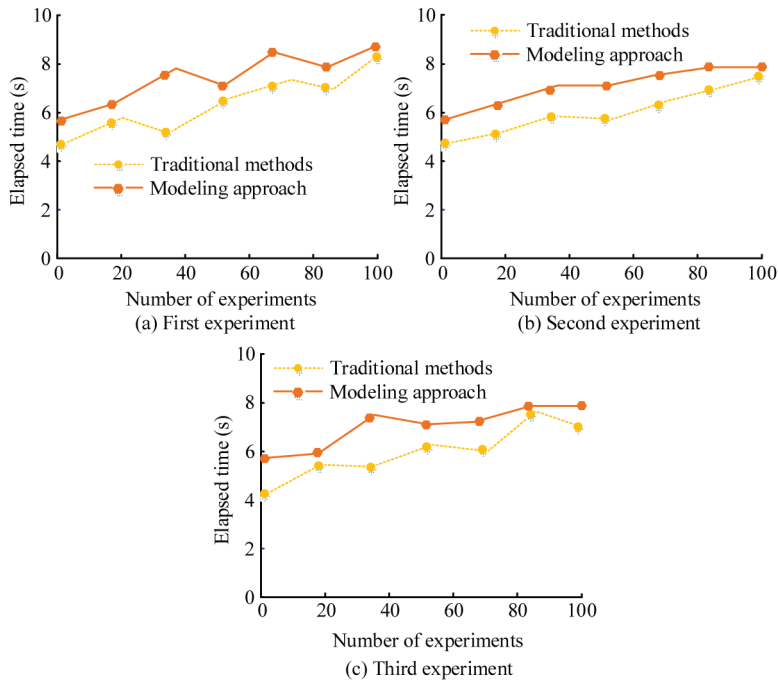 10
8
6
4
2
0
Elapsed time (s)
Traditional methods
Modeling approach
0
20
40
60
80
100
Number of experiments
(a) First experiment
10
8
6
4
2
0
Elapsed time (s)
Traditional methods
Modeling approach
0
20
40
60
80
100
Number of experiments
(b) Second experiment
10
8
6
4
2
0
Elapsed time (s)
Traditional methods
Modeling approach
0
20
40
60
80
100
Number of experiments
(c) Third experiment